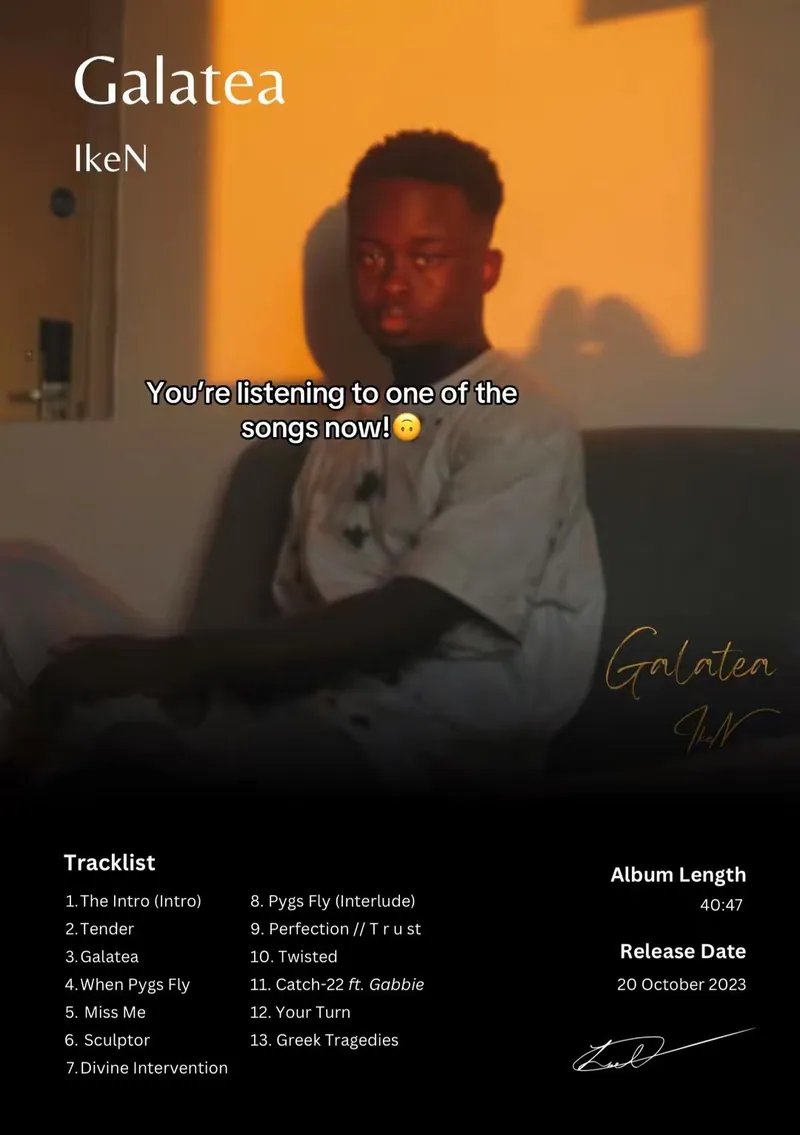 Galatea
IkeN
You're listening to one of the
songs now!🙃
Galatea
IkeN
Tracklist
1. The Intro (Intro)
2. Tender
3. Galatea
4. When Pygs Fly
5. Miss Me
6. Sculptor
7. Divine Intervention
8. Pygs Fly (Interlude)
9. Perfection // T r u st
10. Twisted
11. Catch-22 ft. Gabbie
12. Your Turn
13. Greek Tragedies
Album Length
40:47
Release Date
20 October 2023